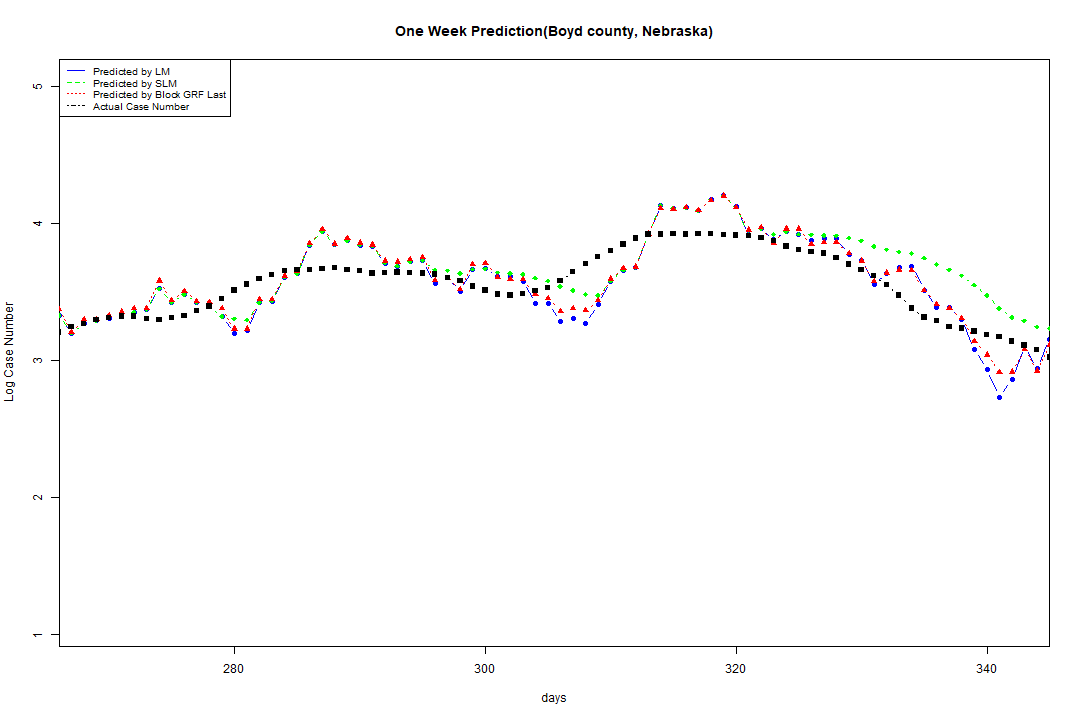 One Week Prediction(Boyd county, Nebraska)
Predicted by LM
Predicted by SLM
Predicted by Block GRF Last
Actual Case Number
5
4
3
2
1
Log Case Number
280
300
320
340
days